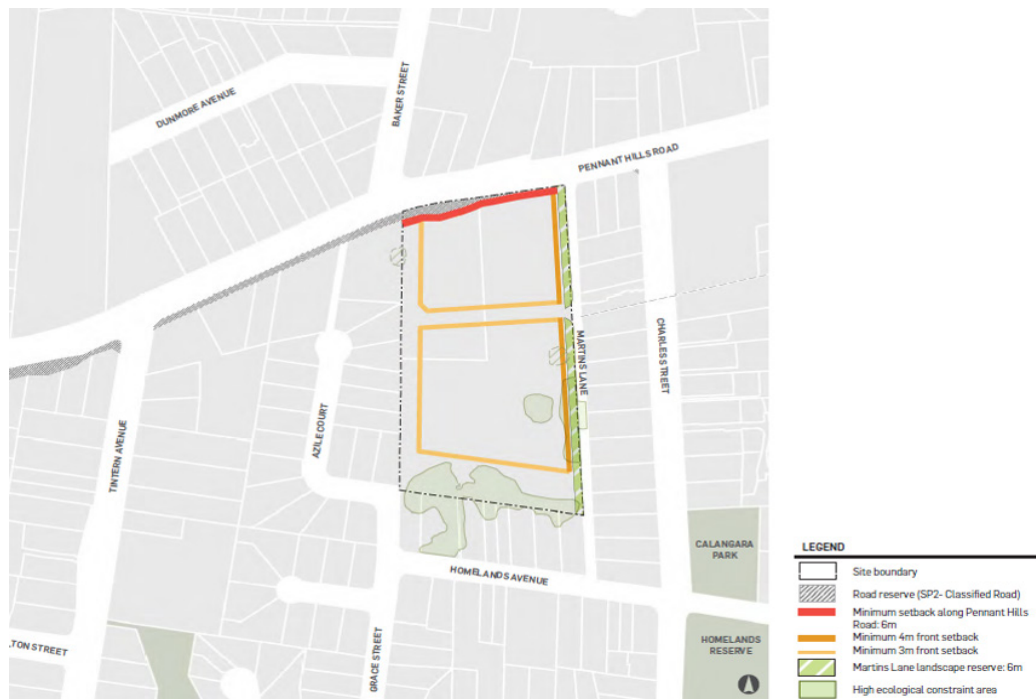 DUNMORE AVENUE
BAKER STREET
PENNANT HILLS ROAD
MARTINS LANE
CHARLES STREET
AZILE COURT
TINTERN AVENUE
CALANGARA
PARK
HOMELANDS AVENUE
HOMELANDS
RESERVE
LTON STREET
GRACE STREET
LEGEND
Site boundary
Road reserve (SP2- Classified Road)
Minimum setback along Pennant Hills
Road: 6m
Minimum 4m front setback
Minimum 3m front setback
Martins Lane landscape reserve: 6m
High ecological constraint area